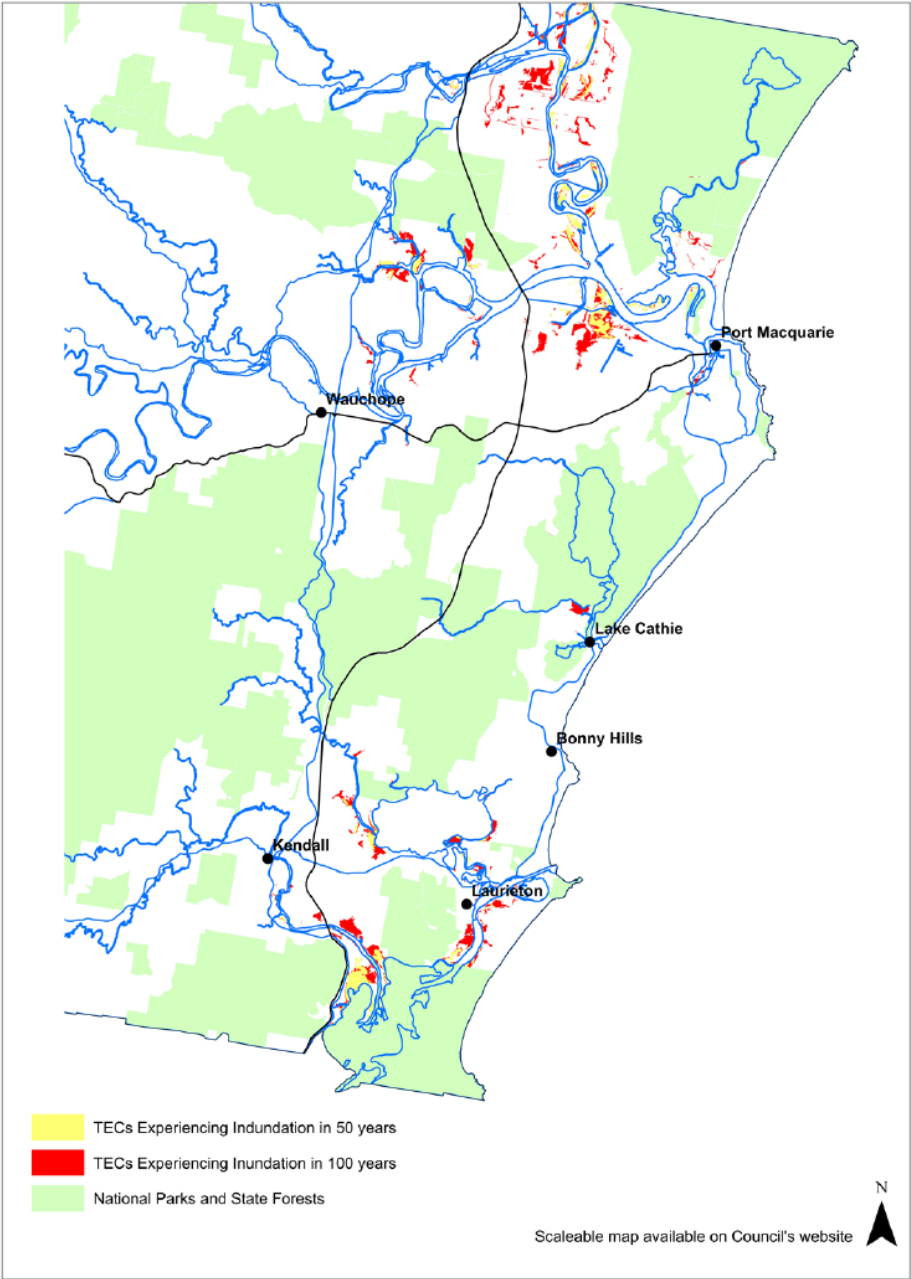 Port Macquarie
Wauchope
Lake Cathie
Bonny Hills
Kendall
Laurieton
TECs Experiencing Indundation in 50 years
TECs Experiencing Inundation in 100 years
National Parks and State Forests
N
Scaleable map available on Council's website